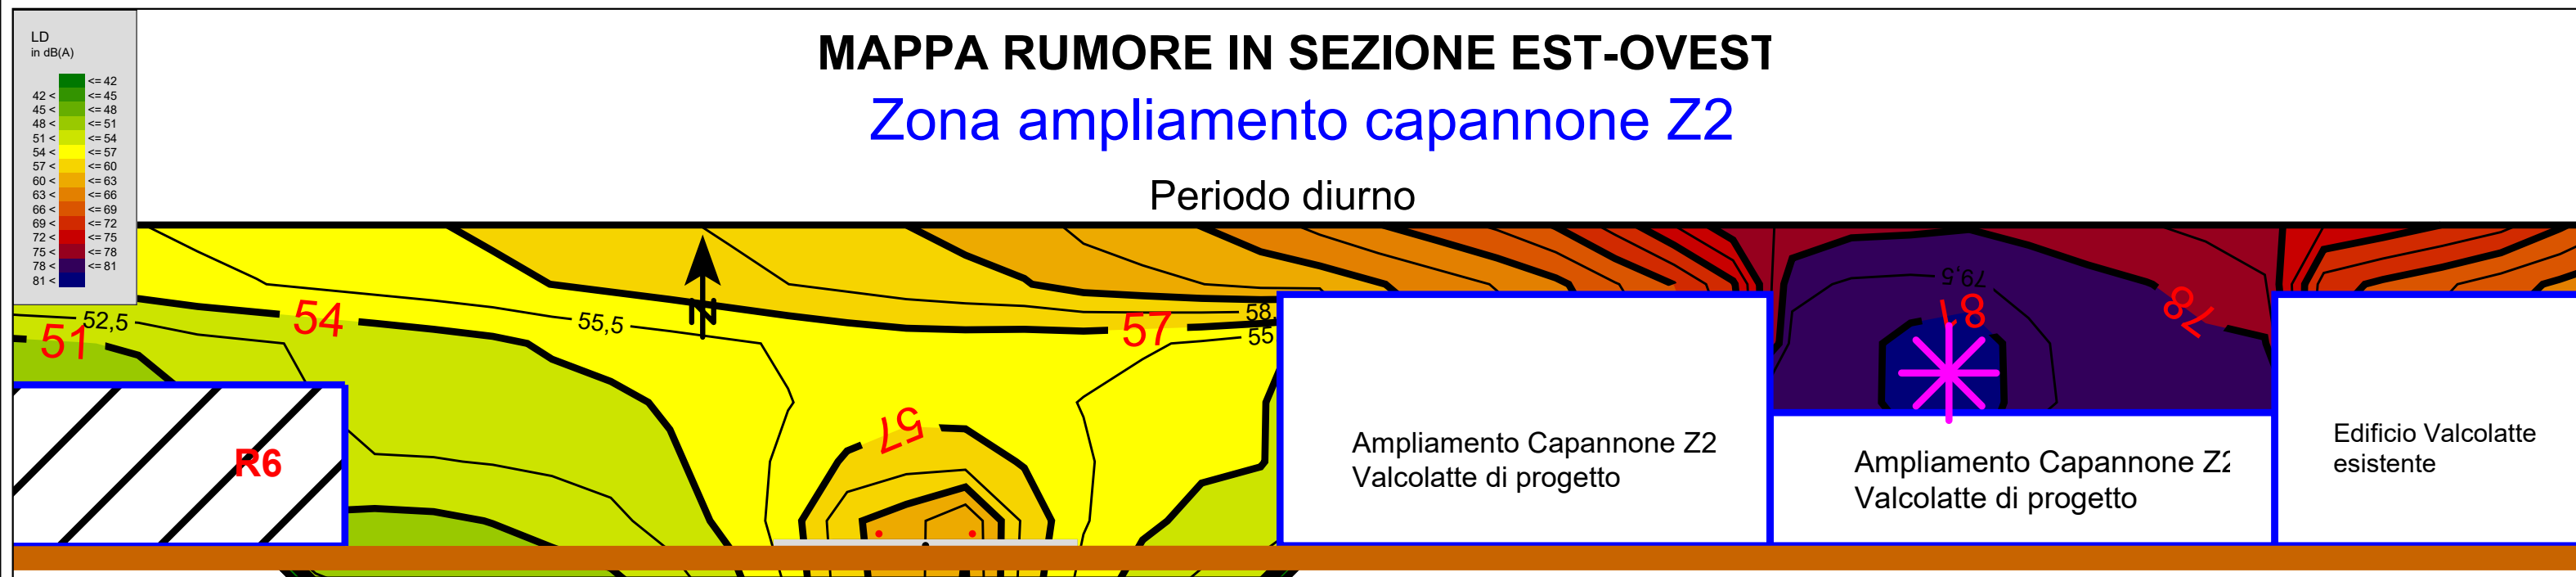 LD
in dB(A)
<= 42
42 < <= 45
45 < <= 48
48 < <= 51
51 < <= 54
54 < <= 57
57 < <= 60
60 < <= 63
63 < <= 66
66 < <= 69
69 < <= 72
72 < <= 75
75 < <= 78
78 < <= 81
81 <
MAPPA RUMORE IN SEZIONE EST-OVEST
Zona ampliamento capannone Z2
Periodo diurno
N
79,5
81
78
58,
55
57
54
55,5
52,5
51
57
R6
Ampliamento Capannone Z2
Valcolatte di progetto
Ampliamento Capannone Z2
Valcolatte di progetto
Edificio Valcolatte
esistente